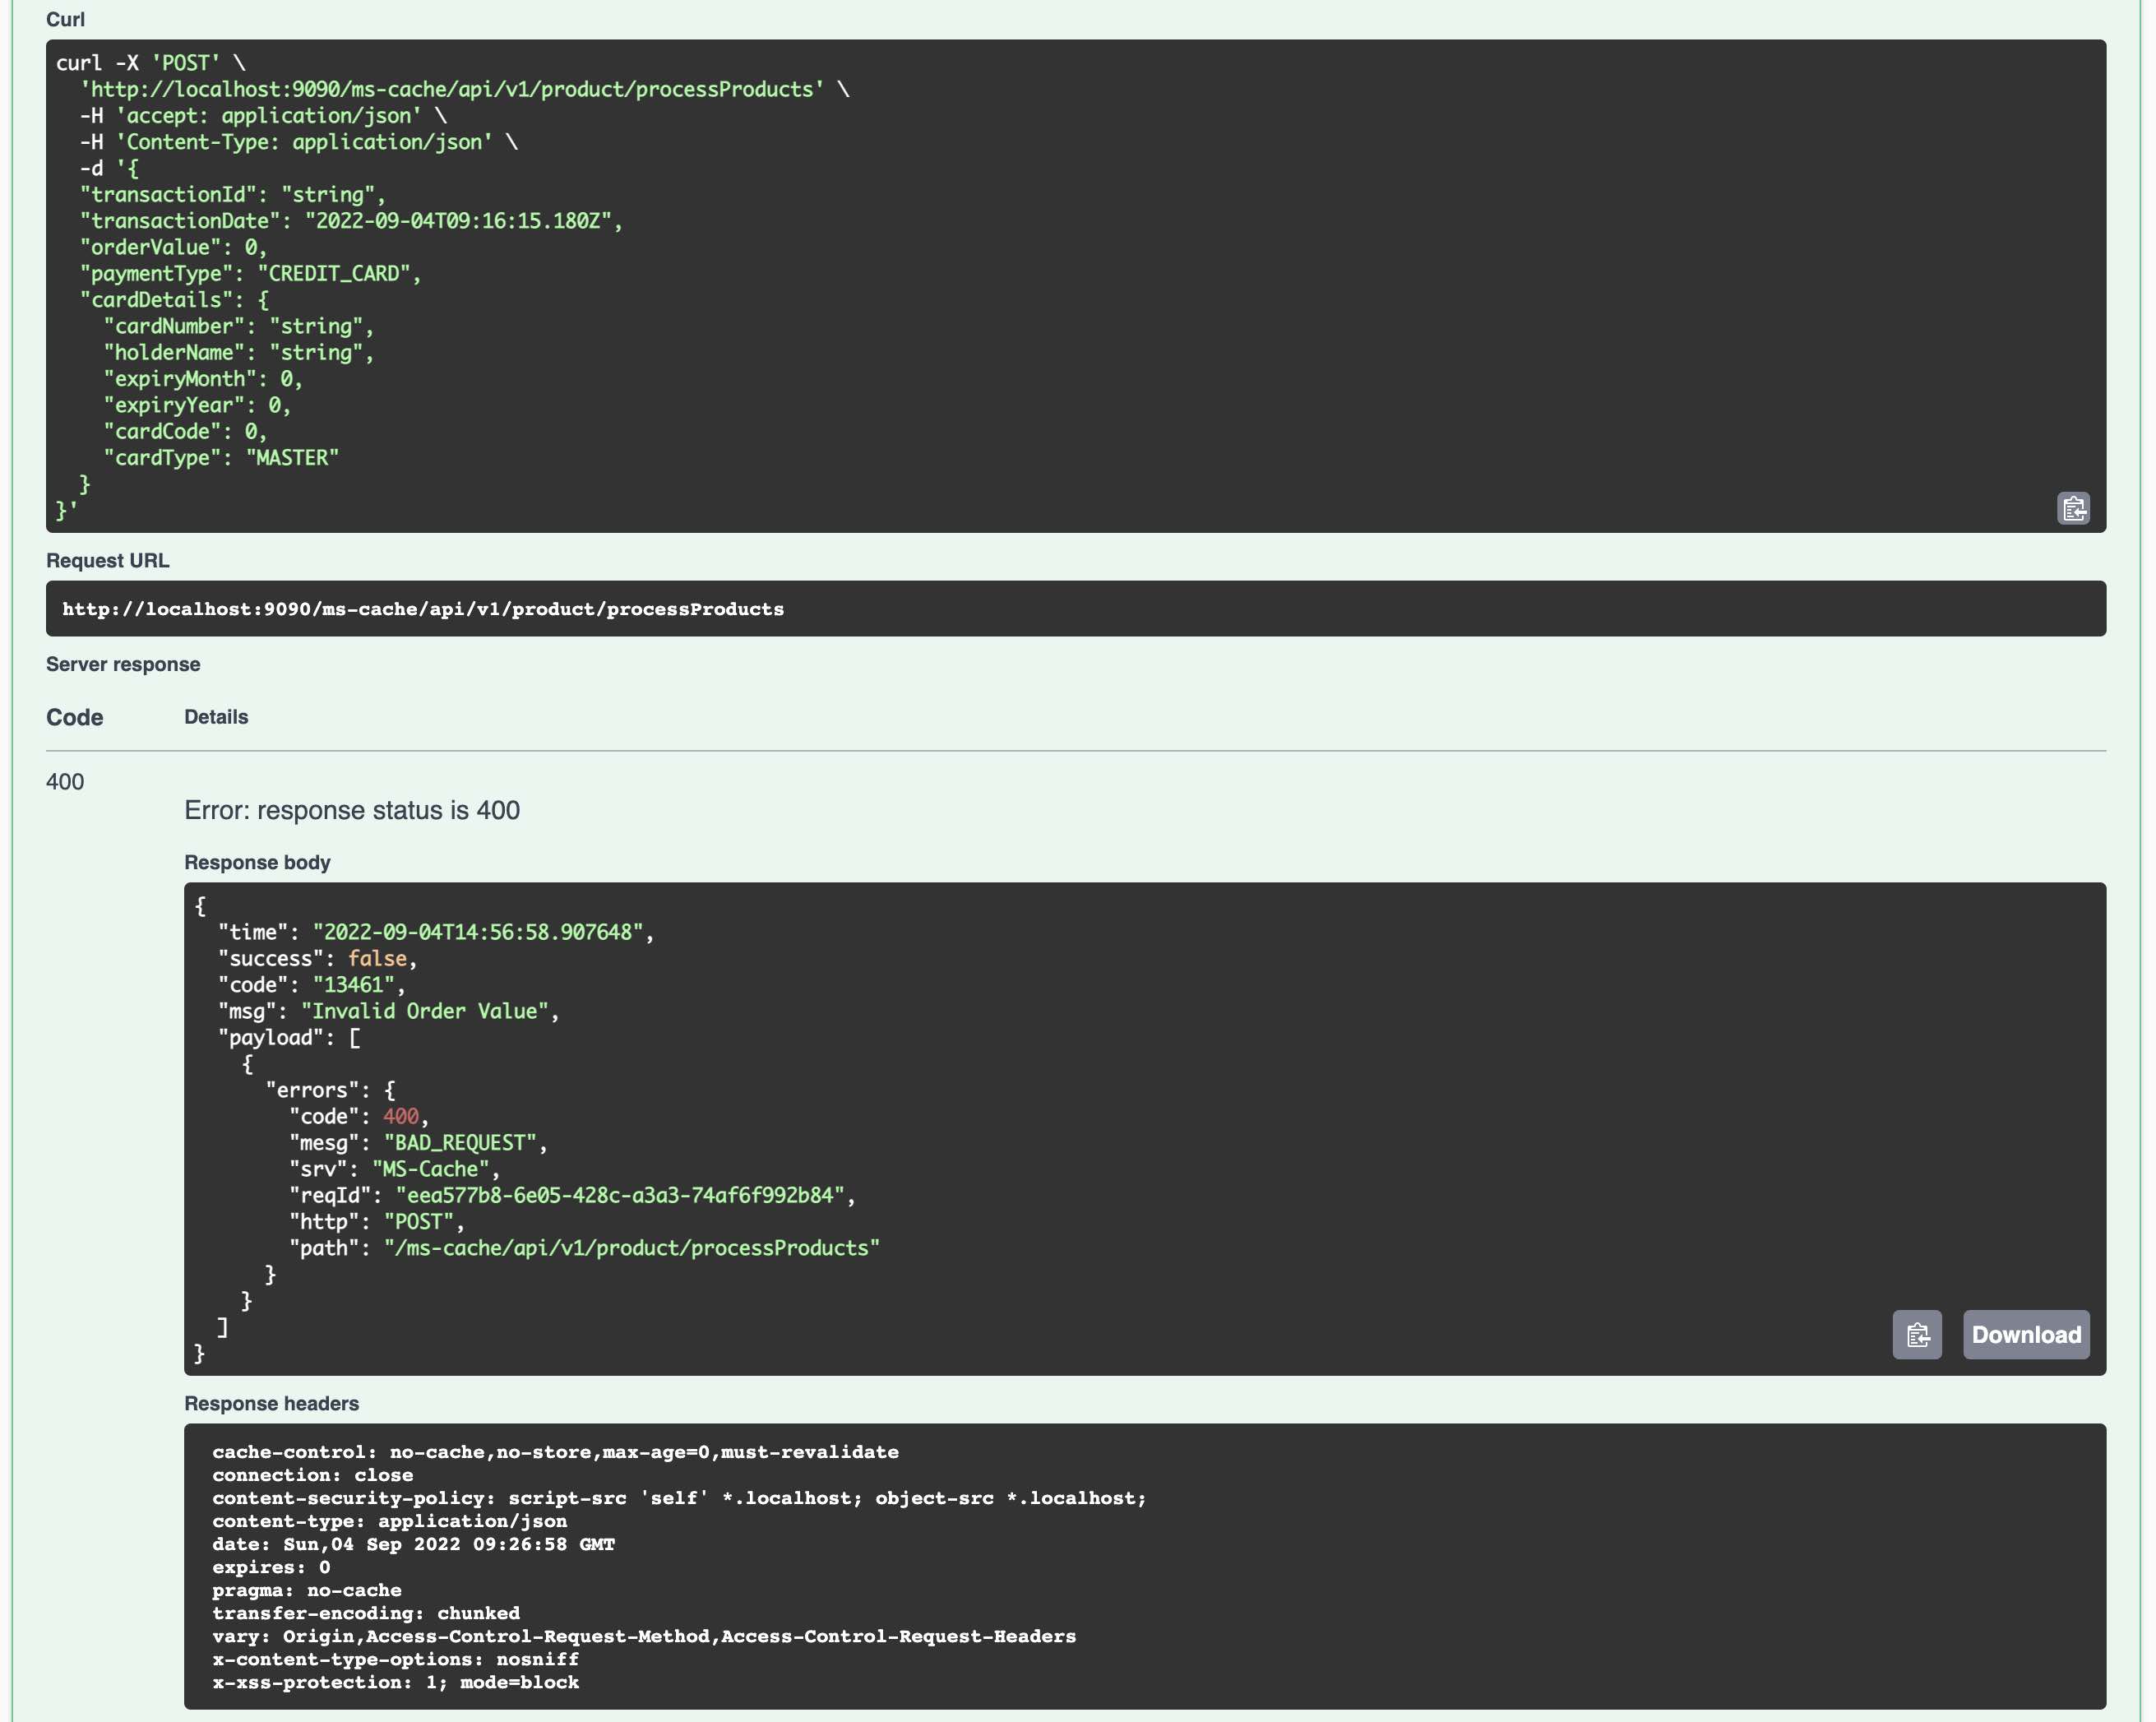 Curl
curl -X 'POST' \
  'http://localhost:9090/ms-cache/api/v1/product/processProducts' \
  -H 'accept: application/json' \
  -H 'Content-Type: application/json' \
  -d '{
  "transactionId": "string",
  "transactionDate": "2022-09-04T09:16:15.180Z",
  "orderValue": 0,
  "paymentType": "CREDIT_CARD",
  "cardDetails": {
    "cardNumber": "string",
    "holderName": "string",
    "expiryMonth": 0,
    "expiryYear": 0,
    "cardCode": 0,
    "cardType": "MASTER"
  }
}'
Request URL
http://localhost:9090/ms-cache/api/v1/product/processProducts
Server response
Code Details
400
Error: response status is 400
Response body
{
  "time": "2022-09-04T14:56:58.907648",
  "success": false,
  "code": "13461",
  "msg": "Invalid Order Value",
  "payload": [
    {
      "errors": {
        "code": 400,
        "mesg": "BAD_REQUEST",
        "srv": "MS-Cache",
        "reqId": "eea577b8-6e05-428c-a3a3-74af6f992b84",
        "http": "POST",
        "path": "/ms-cache/api/v1/product/processProducts"
      }
    }
  ]
}
Download
Response headers
cache-control: no-cache,no-store,max-age=0,must-revalidate
connection: close
content-security-policy: script-src 'self' *.localhost; object-src *.localhost;
content-type: application/json
date: Sun,04 Sep 2022 09:26:58 GMT
expires: 0
pragma: no-cache
transfer-encoding: chunked
vary: Origin,Access-Control-Request-Method,Access-Control-Request-Headers
x-content-type-options: nosniff
x-xss-protection: 1; mode=block